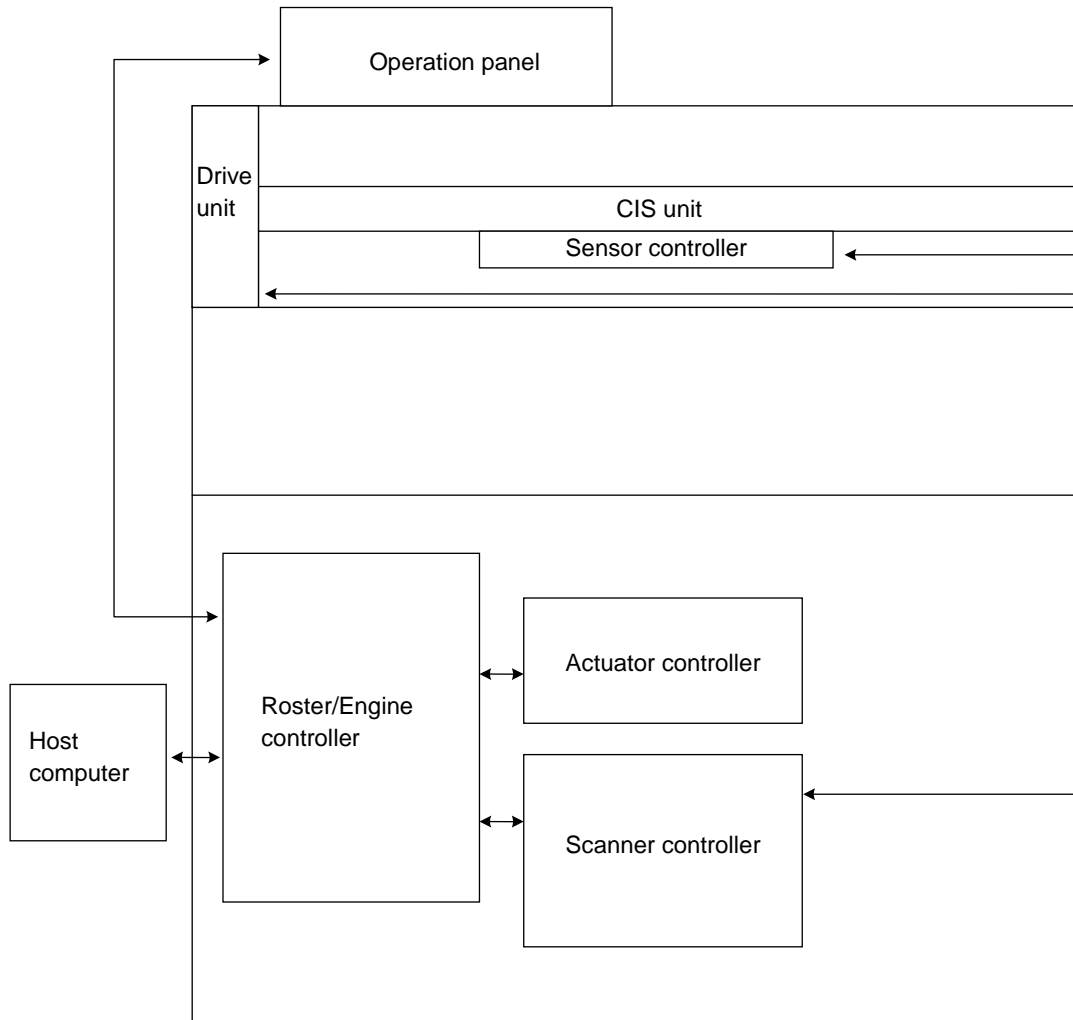 Operation panel
Drive
unit
CIS unit
Sensor controller
Roster/Engine
controller
Actuator controller
Host
computer
Scanner controller